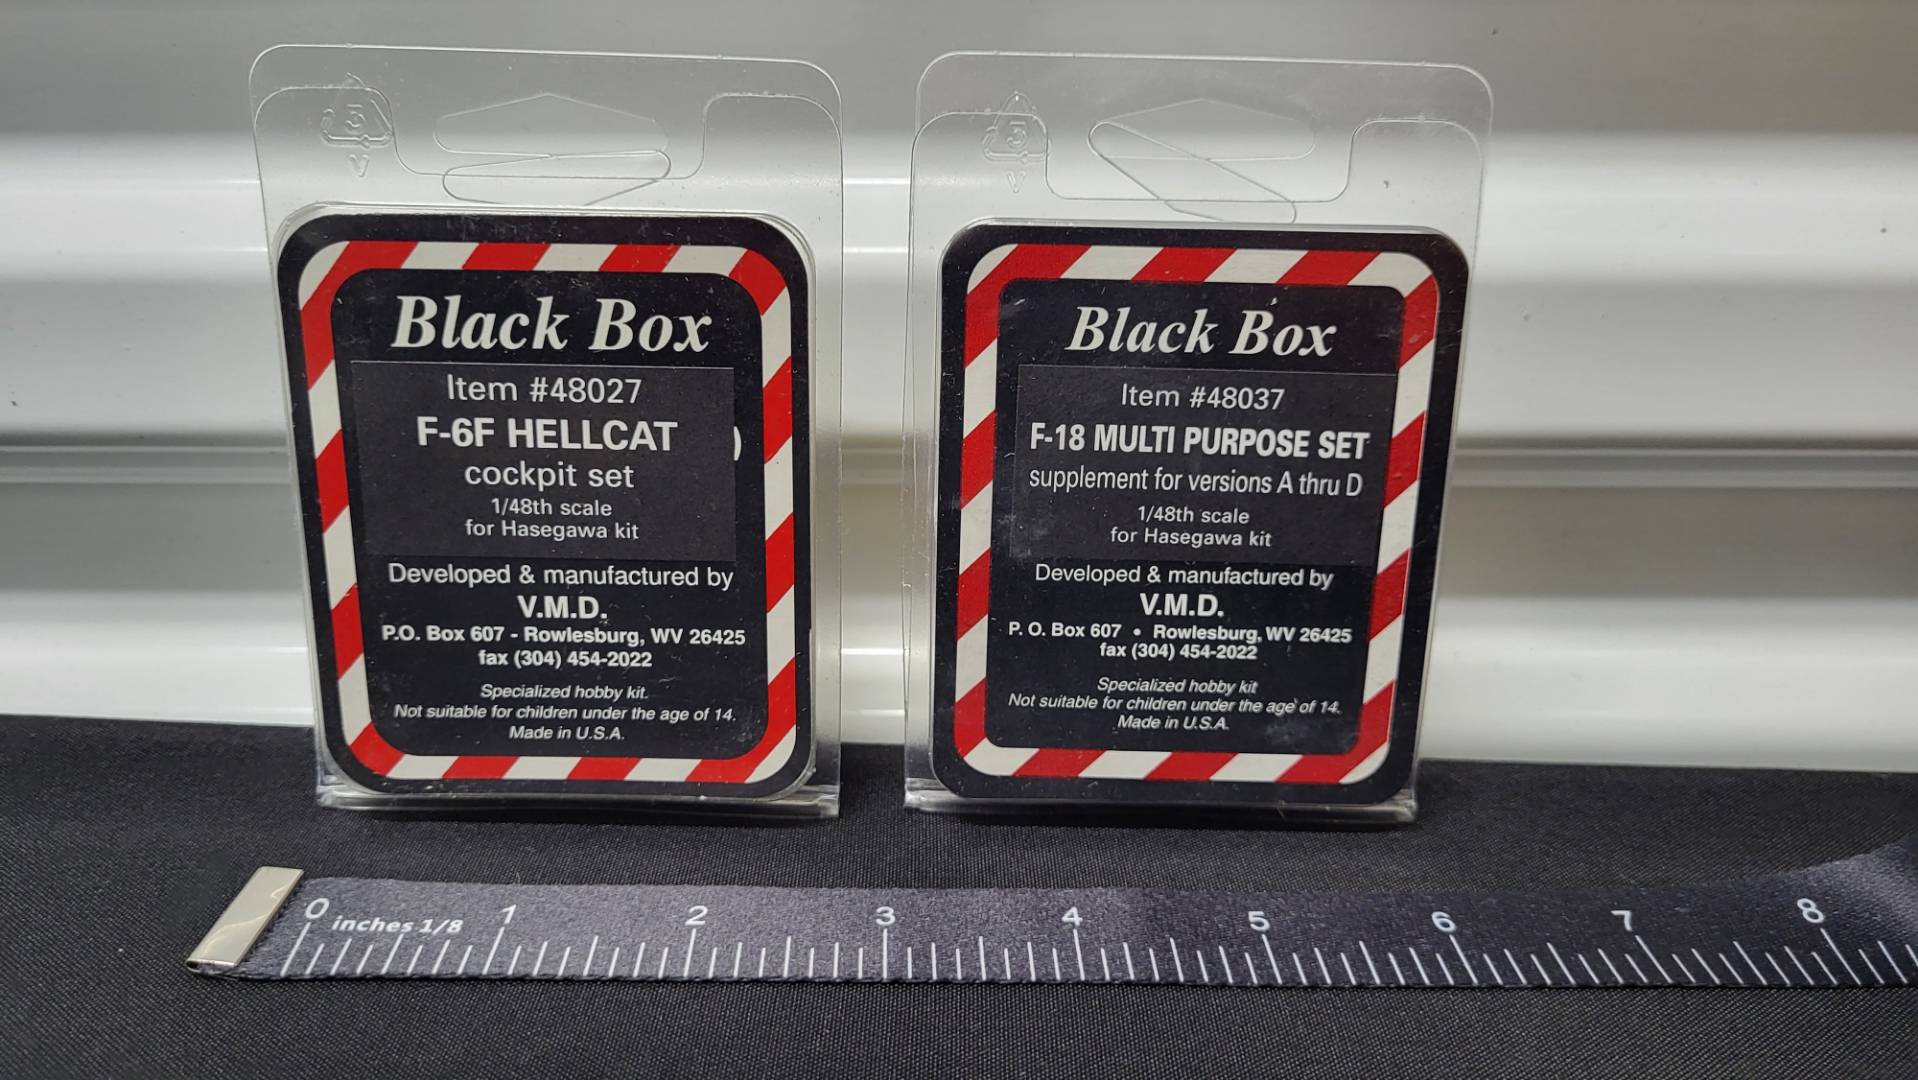 3
V
Black Box
Item #48027
F-6F HELLCAT
)
cockpit set
1/48th scale
for Hasegawa kit
Developed & manufactured by
V.M.D.
P.O. Box 607 - Rowlesburg, WV 26425
fax (304) 454-2022
Specialized hobby kit.
Not suitable for children under the age of 14.
Made in U.S.A.
3
V
Black Box
Item #48037
F-18 MULTI PURPOSE SET
supplement for versions A thru D
1/48th scale
for Hasegawa kit
Developed & manufactured by
V.M.D.
P. O. Box 607 • Rowlesburg, WV 26425
fax (304) 454-2022
Specialized hobby kit
Not suitable for children under the age of 14.
Made in U.S.A.
0 inches 1/8 1 2 3 4 5 6 7 8